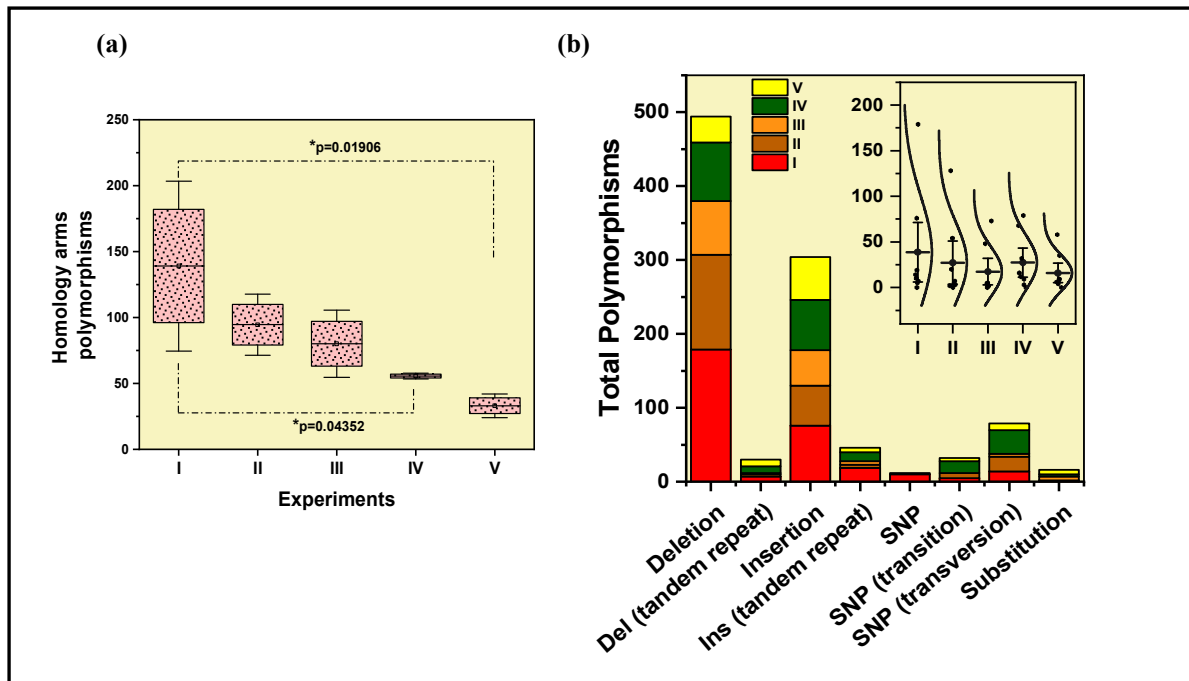 (a)
(b)
250
200
150
100
50
0
Homology arms
polymorphisms
*p=0.01906
*p=0.04352
I
II
III
IV
V
Experiments
500
400
300
200
100
0
Total Polymorphisms
V
IV
III
II
I
200
150
100
50
0
I
II
III
IV
V
Deletion
Del (tandem repeat)
Insertion
Ins (tandem repeat)
SNP
SNP (transition)
SNP (transversion)
Substitution